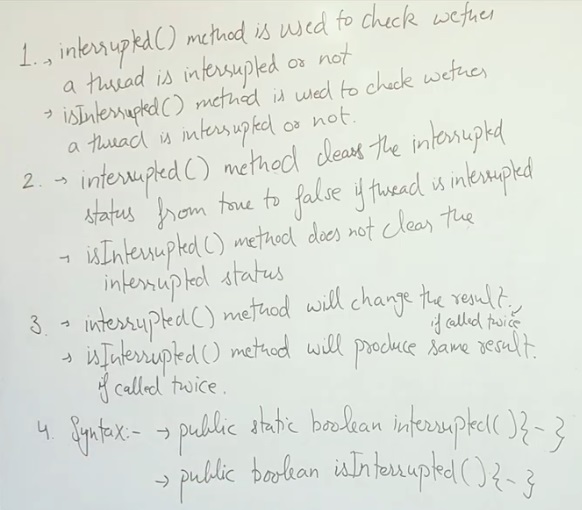 1. → interrupted() method is used to check wether
a thread is interrupted or not
→ isInterrupted() method is used to check wether
a thread is interrupted or not.
2. → interrupted() method clears the interrupted
status from true to false if thread is interrupted
→ isInterrupted() method does not clear the
interrupted status
3. → interrupted() method will change the result.,
if called twice
→ isInterrupted() method will produce same result.
if called twice.
4. Syntax:- → public static boolean interrupted(){-}
→ public boolean isInterrupted(){-}